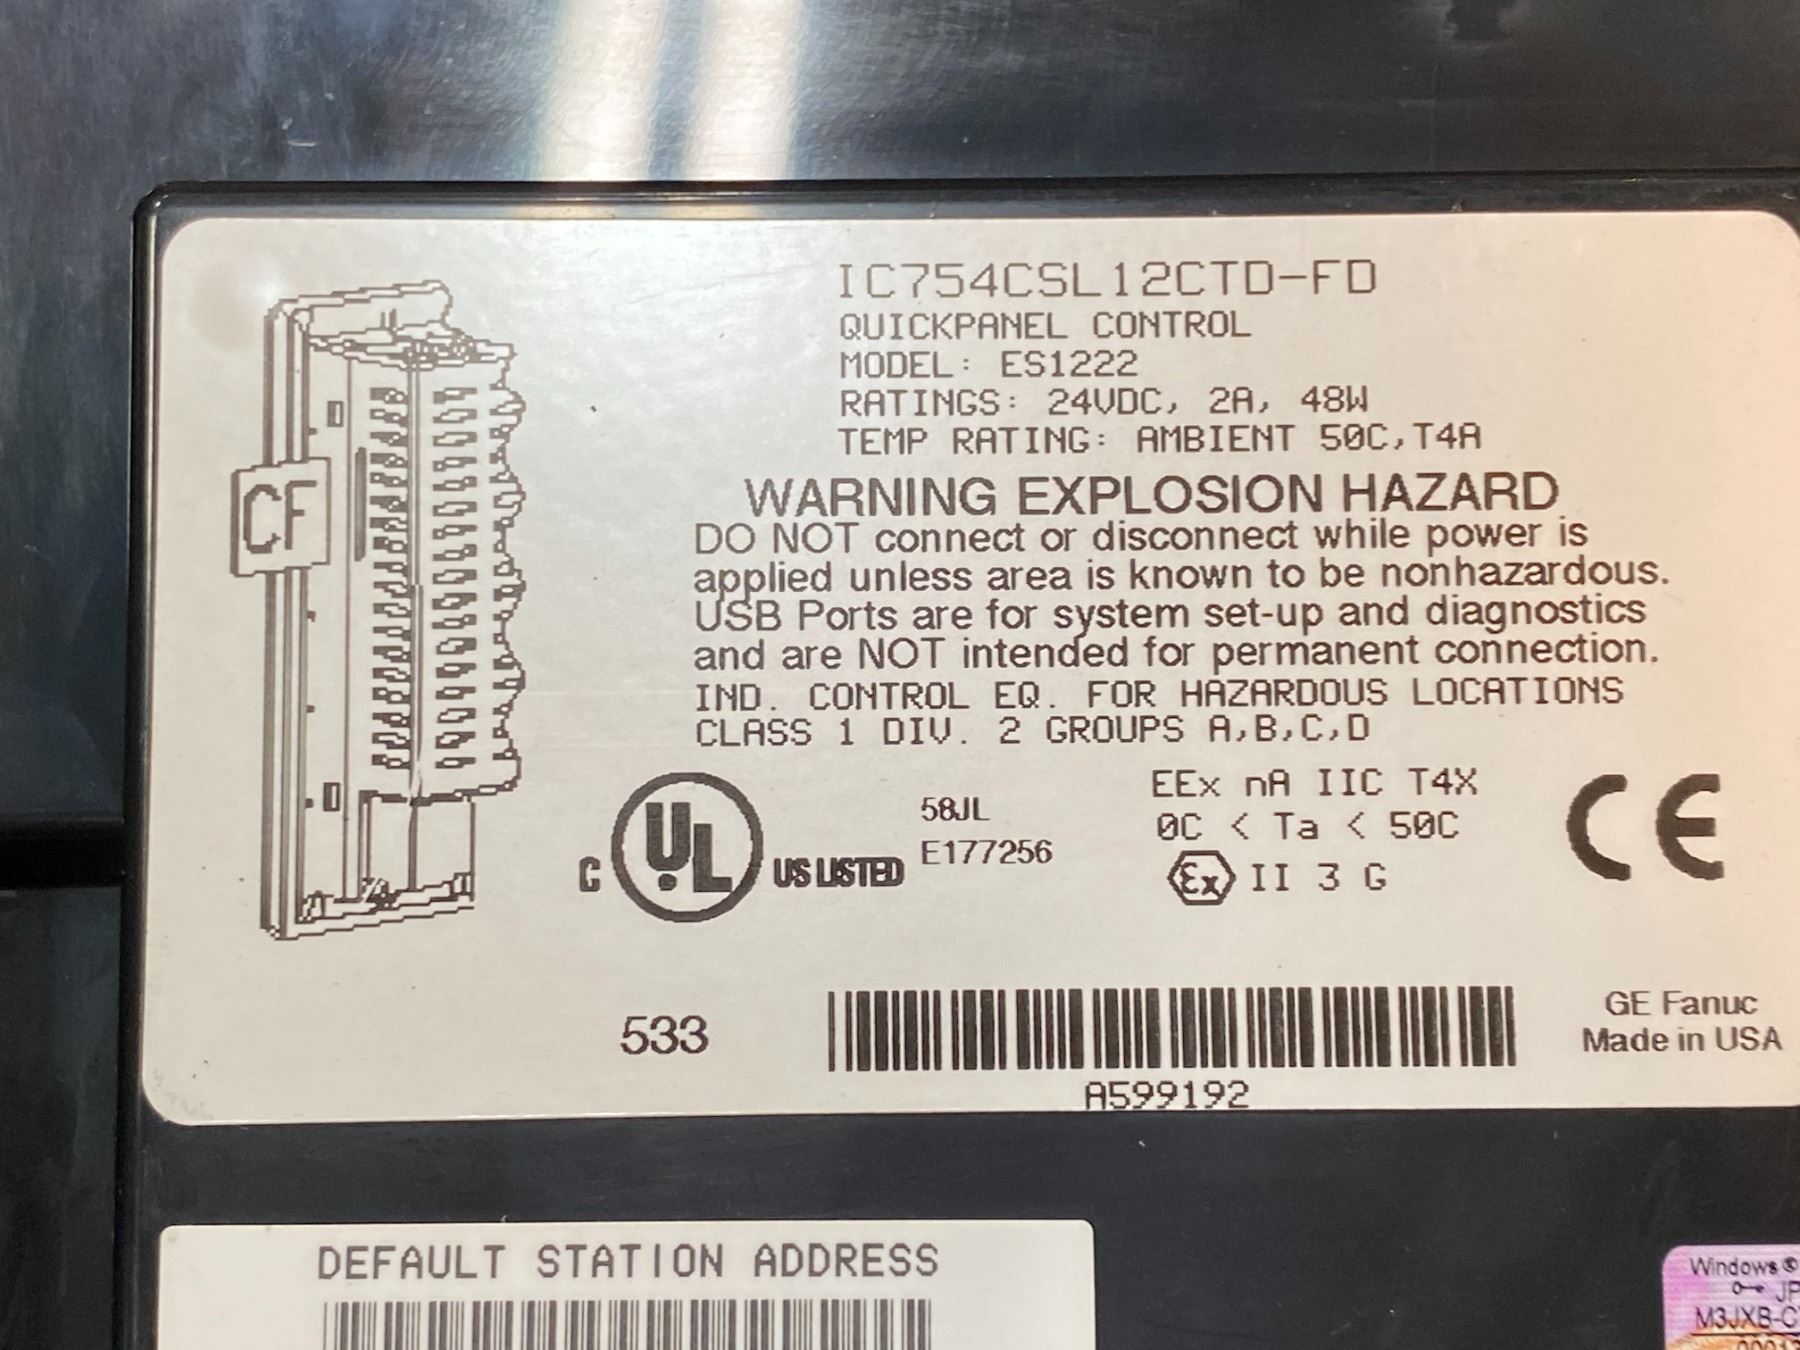 IC754CSL12CTD-FD
QUICKPANEL CONTROL
MODEL: ES1222
RATINGS: 24VDC, 2A, 48W
TEMP RATING: AMBIENT 50C,T4A
CF
WARNING EXPLOSION HAZARD
DO NOT connect or disconnect while power is
applied unless area is known to be nonhazardous.
USB Ports are for system set-up and diagnostics
and are NOT intended for permanent connection.
IND. CONTROL EQ. FOR HAZARDOUS LOCATIONS
CLASS 1 DIV. 2 GROUPS A,B,C,D
C UL US LISTED
58JL
E177256
EEx nA IIC T4X
0C < Ta < 50C
Ex II 3 G
CE
533
A599192
GE Fanuc
Made in USA
DEFAULT STATION ADDRESS
Windows®
JP
M3JXB-C